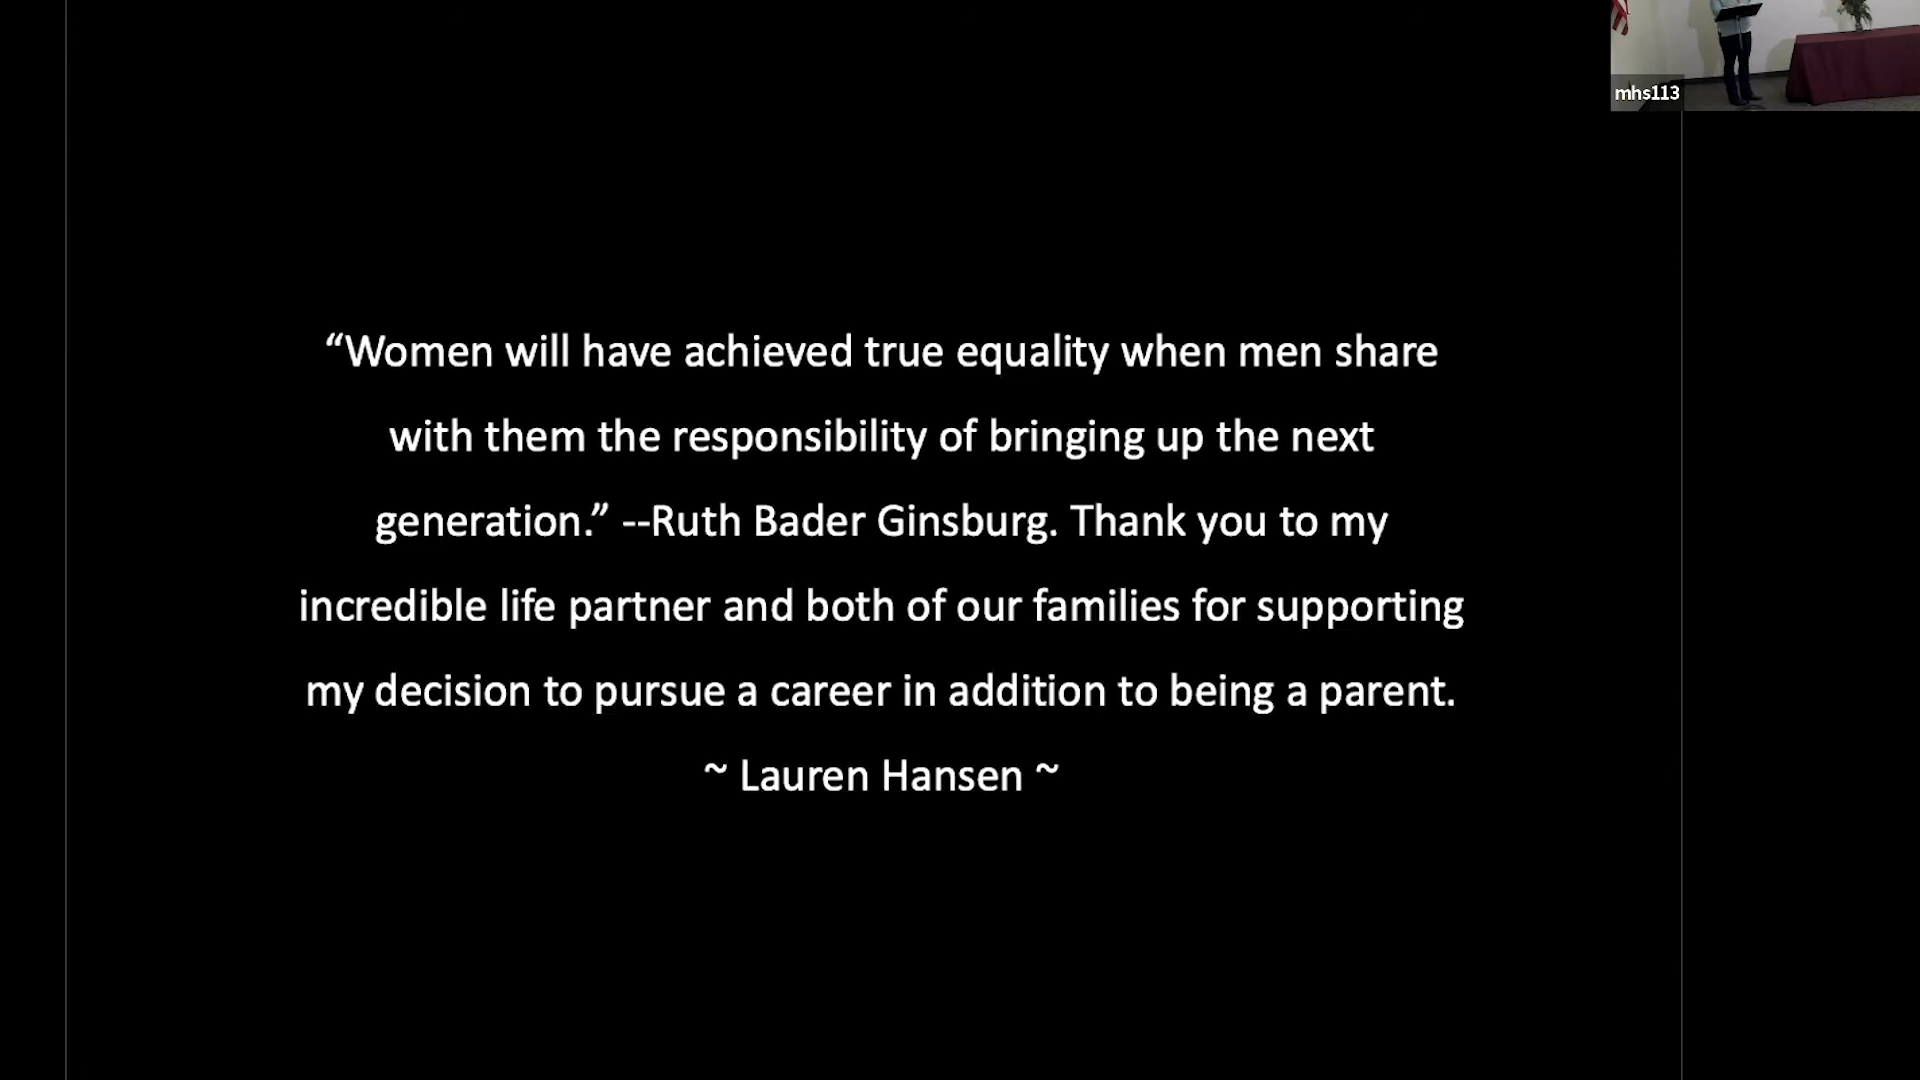 mhs113
“Women will have achieved true equality when men share
with them the responsibility of bringing up the next
generation.” --Ruth Bader Ginsburg. Thank you to my
incredible life partner and both of our families for supporting
my decision to pursue a career in addition to being a parent.
~ Lauren Hansen ~